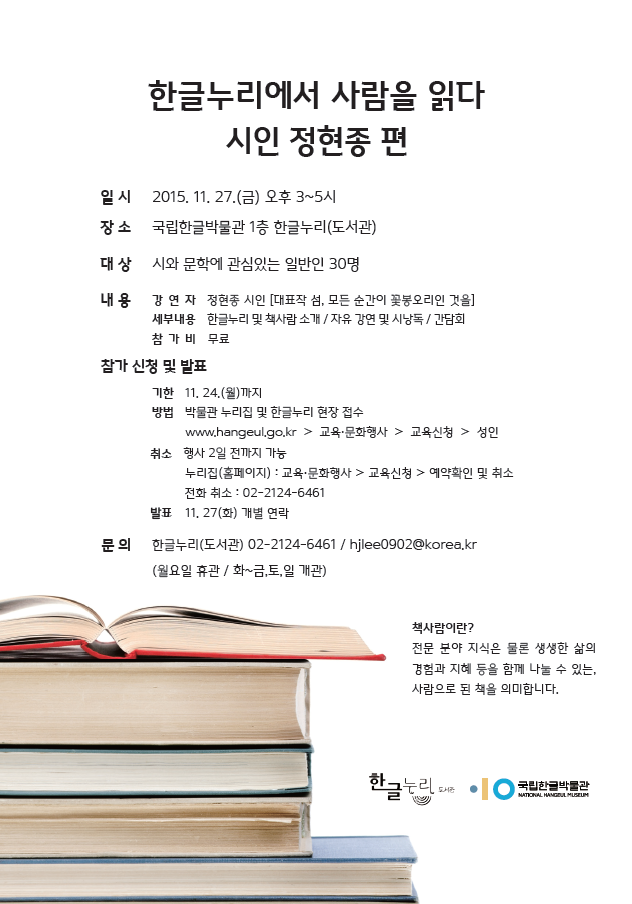 한글누리에서 사람을 읽다
시인 정현종 편
일 시 2015. 11. 27.(금) 오후 3~5시
장 소 국립한글박물관 1층 한글누리(도서관)
대 상 시와 문학에 관심있는 일반인 30명
내 용 강 연 자 정현종 시인 [대표작 섬, 모든 순간이 꽃봉오리인 것을]
세부내용 한글누리 및 책사람 소개 / 자유 강연 및 시낭독 / 간담회
참 가 비 무료
참가 신청 및 발표
기한 11. 24.(월)까지
방법 박물관 누리집 및 한글누리 현장 접수
www.hangeul.go.kr > 교육·문화행사 > 교육신청 > 성인
취소 행사 2일 전까지 가능
누리집(홈페이지) : 교육·문화행사 > 교육신청 > 예약확인 및 취소
전화 취소 : 02-2124-6461
발표 11. 27(화) 개별 연락
문 의 한글누리(도서관) 02-2124-6461 / hjlee0902@korea.kr
(월요일 휴관 / 화~금,토,일 개관)
책사람이란?
전문 분야 지식은 물론 생생한 삶의
경험과 지혜 등을 함께 나눌 수 있는,
사람으로 된 책을 의미합니다.
한글누리 도서관
국립한글박물관
NATIONAL HANGEUL MUSEUM